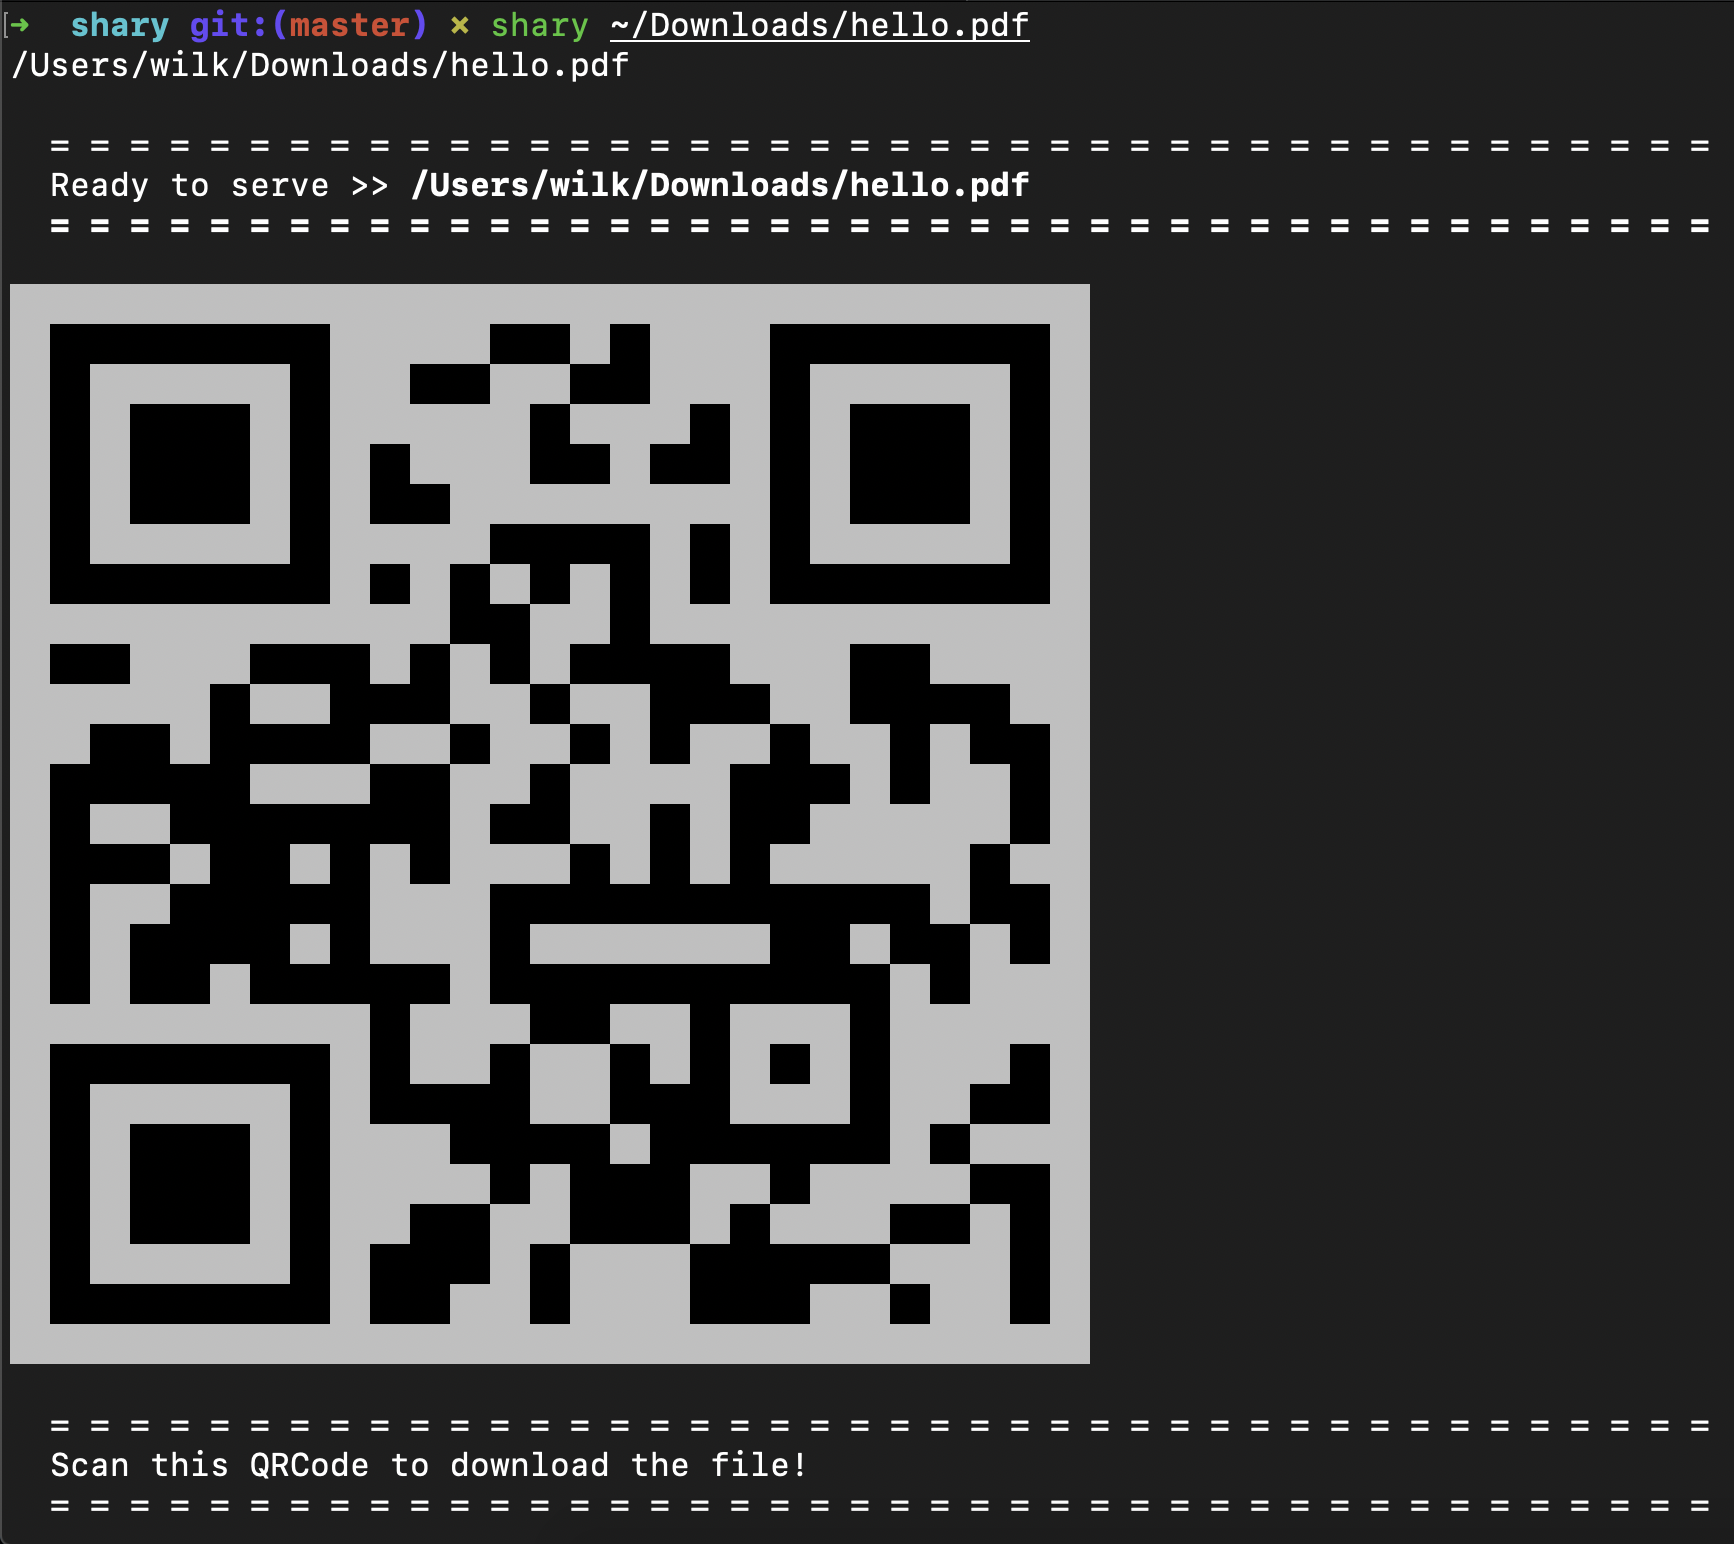 ➜  shary git:(master) ✗ shary ~/Downloads/hello.pdf
/Users/wilk/Downloads/hello.pdf
= = = = = = = = = = = = = = = = = = = = = = = = = = = = = = = = = = = = = = = = = =
Ready to serve >> /Users/wilk/Downloads/hello.pdf
= = = = = = = = = = = = = = = = = = = = = = = = = = = = = = = = = = = = = = = = = =
= = = = = = = = = = = = = = = = = = = = = = = = = = = = = = = = = = = = = = = = = =
Scan this QRCode to download the file!
= = = = = = = = = = = = = = = = = = = = = = = = = = = = = = = = = = = = = = = = = =